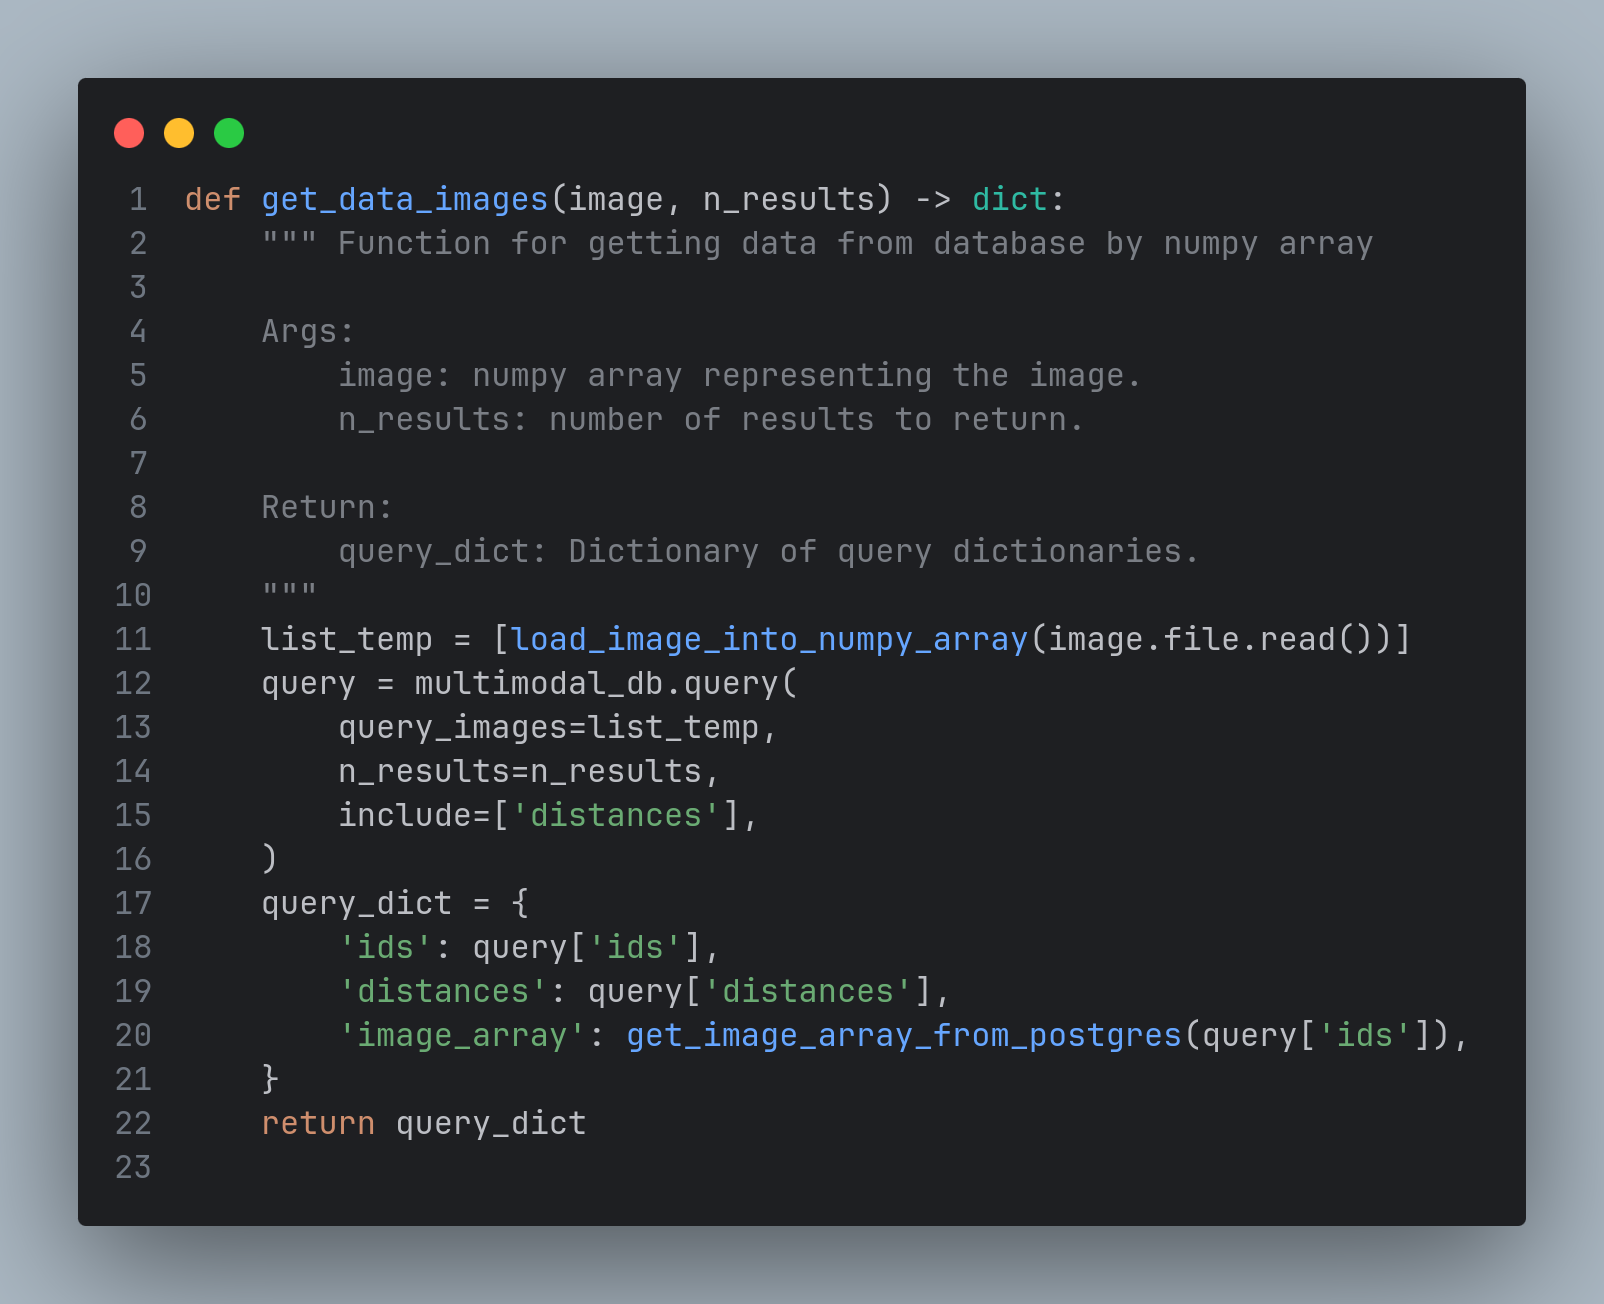 1 def get_data_images(image, n_results) -> dict:
2     """ Function for getting data from database by numpy array
3
4     Args:
5         image: numpy array representing the image.
6         n_results: number of results to return.
7
8     Return:
9         query_dict: Dictionary of query dictionaries.
10     """
11     list_temp = [load_image_into_numpy_array(image.file.read())]
12     query = multimodal_db.query(
13         query_images=list_temp,
14         n_results=n_results,
15         include=['distances'],
16     )
17     query_dict = {
18         'ids': query['ids'],
19         'distances': query['distances'],
20         'image_array': get_image_array_from_postgres(query['ids']),
21     }
22     return query_dict
23